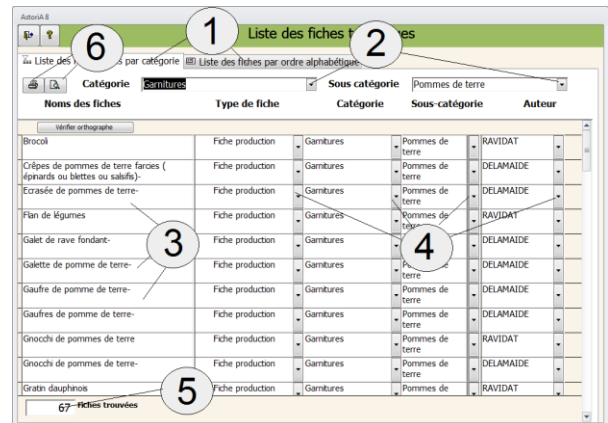 AstoriA 8
Liste des fiches t es
Liste des f s par catégorie Liste des fiches par ordre alphabétique
Catégorie Garnitures Sous catégorie Pommes de terre
Noms des fiches Type de fiche Catégorie Sous-catégorie Auteur
Vérifier orthographe
Brocoli Fiche production Garnitures Pommes de terre RAVIDAT
Crêpes de pommes de terre farcies ( épinards ou blettes ou salsifis)- Fiche production Garnitures Pommes de terre DELAMAIDE
Ecrasée de pommes de terre- Fiche production Garnitures Pommes de terre DELAMAIDE
Flan de légumes Fiche production Garnitures Pommes de terre RAVIDAT
Galet de rave fondant- Fiche production Garnitures Pommes de terre DELAMAIDE
Galette de pomme de terre- Fiche production Garnitures Pommes de terre DELAMAIDE
Gaufre de pomme de terre- Fiche production Garnitures Pommes de terre DELAMAIDE
Gaufres de pomme de terre- Fiche production Garnitures Pommes de terre DELAMAIDE
Gnocchi de pommes de terre Fiche production Garnitures Pommes de terre RAVIDAT
Gnocchi de pommes de terre- Fiche production Garnitures Pommes de terre DELAMAIDE
Gratin dauphinois Fiche production Garnitures Pommes de RAVIDAT
67 Fiches trouvées
1
2
3
4
5
6